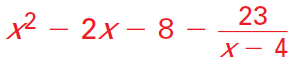 x² − 2x − 8 − 23/(x − 4)